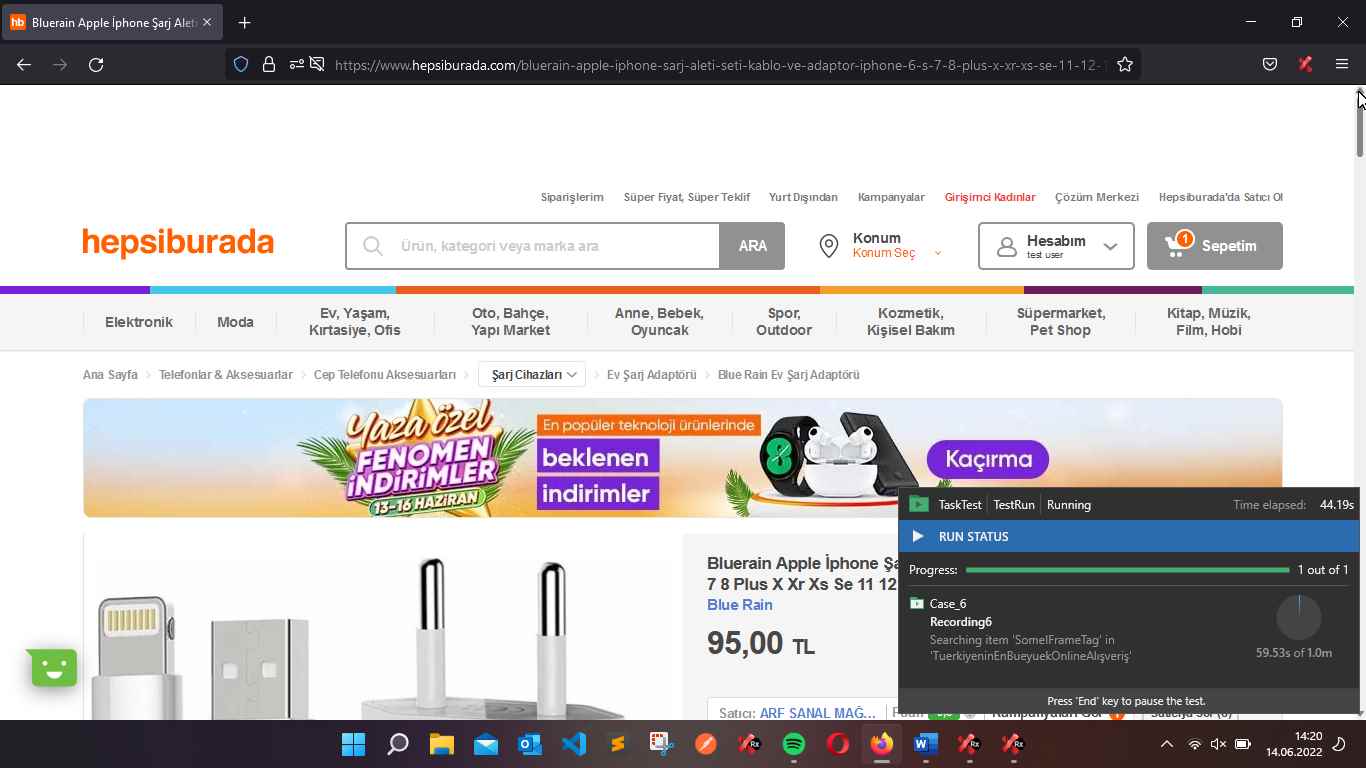 hb Bluerain Apple İphone Şarj Aleti
https://www.hepsiburada.com/bluerain-apple-iphone-sarj-aleti-seti-kablo-ve-adaptor-iphone-6-s-7-8-plus-x-xr-xs-se-11-12-1
Siparişlerim Süper Fiyat, Süper Teklif Yurt Dışından Kampanyalar Girişimci Kadınlar Çözüm Merkezi Hepsiburada'da Satıcı Ol
hepsiburada
Ürün, kategori veya marka ara
ARA
Konum
Konum Seç
Hesabım
test user
1
Sepetim
Elektronik
Moda
Ev, Yaşam,
Kırtasiye, Ofis
Oto, Bahçe,
Yapı Market
Anne, Bebek,
Oyuncak
Spor,
Outdoor
Kozmetik,
Kişisel Bakım
Süpermarket,
Pet Shop
Kitap, Müzik,
Film, Hobi
Ana Sayfa Telefonlar & Aksesuarlar Cep Telefonu Aksesuarları Şarj Cihazları Ev Şarj Adaptörü Blue Rain Ev Şarj Adaptörü
Yaza özel
FENOMEN
İNDİRİMLER
13-16 HAZİRAN
En popüler teknoloji ürünlerinde
beklenen
indirimler
Kaçırma
Bluerain Apple İphone Şa
7 8 Plus X Xr Xs Se 11 12
Blue Rain
95,00 TL
Satıcı: ARF SANAL MAĞ...
TaskTest TestRun Running Time elapsed: 44.19s
RUN STATUS
Progress: 1 out of 1
Case_6
Recording6
Searching item 'SomeIFrameTag' in
'TuerkiyeninEnBueyuekOnlineAlışveriş'
59.53s of 1.0m
Press 'End' key to pause the test.
14:20
14.06.2022